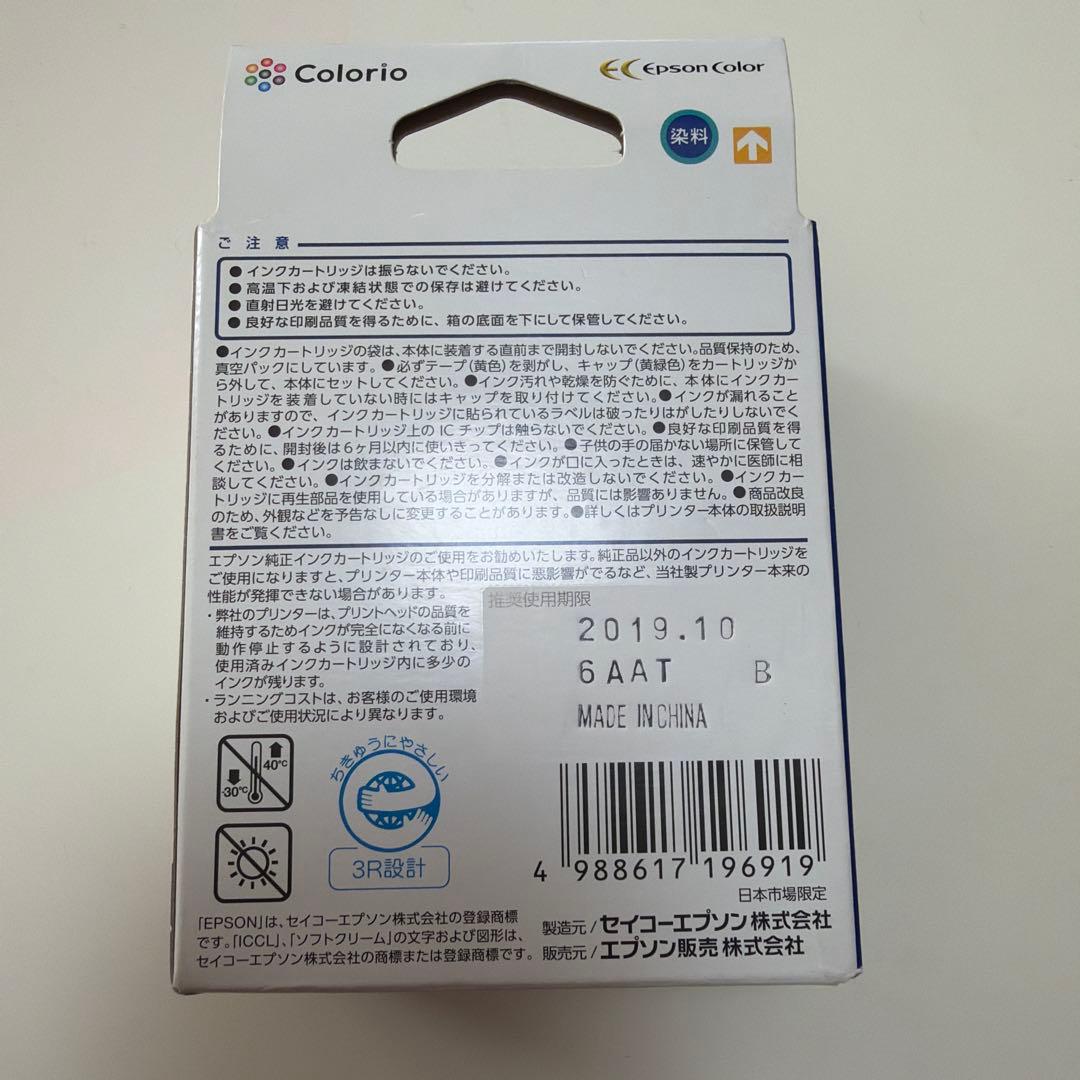 Colorio
EC EPSON COLOR
染料
ご 注 意
●インクカートリッジは振らないでください。
●高温下および凍結状態での保存は避けてください。
●直射日光を避けてください。
●良好な印刷品質を得るために、箱の底面を下にして保管してください。
●インクカートリッジの袋は、本体に装着する直前まで開封しないでください。品質保持のため、
真空パックにしています。●必ずテープ(黄色)を剥がし、キャップ(黄緑色)をカートリッジか
ら外して、本体にセットしてください。●インク汚れや乾燥を防ぐために、本体にインクカー
トリッジを装着していない時にはキャップを取り付けてください。●インクが漏れること
がありますので、インクカートリッジに貼られているラベルは破ったりはがしたりしないでく
ださい。●インクカートリッジ上の IC チップは触らないでください。●良好な印刷品質を得
るために、開封後は6ヶ月以内に使いきってください。●子供の手の届かない場所に保管して
ください。●インクは飲まないでください。●インクが口に入ったときは、速やかに医師に相
談してください。●インクカートリッジを分解または改造しないでください。●インクカー
トリッジに再生部品を使用している場合がありますが、品質には影響ありません。●商品改良
のため、外観などを予告なしに変更することがあります。●詳しくはプリンター本体の取扱説明
書をご覧ください。
エプソン純正インクカートリッジのご使用をお勧めいたします。純正品以外のインクカートリッジを
ご使用になりますと、プリンター本体や印刷品質に悪影響がでるなど、当社製プリンター本来の
性能が発揮できない場合があります。
・弊社のプリンターは、プリントヘッドの品質を
維持するためインクが完全になくなる前に
動作停止するように設計されており、
使用済みインクカートリッジ内に多少の
インクが残ります。
・ランニングコストは、お客様のご使用環境
およびご使用状況により異なります。
推奨使用期限
2019.10
6AAT B
MADE IN CHINA
40℃
-30℃
ちきゅうにやさしい
3R設計
4 988617 196919
日本市場限定
「EPSON」は、セイコーエプソン株式会社の登録商標
です。「ICCL」、「ソフトクリーム」の文字および図形は、
セイコーエプソン株式会社の商標または登録商標です。
製造元/セイコーエプソン株式会社
販売元/エプソン販売株式会社